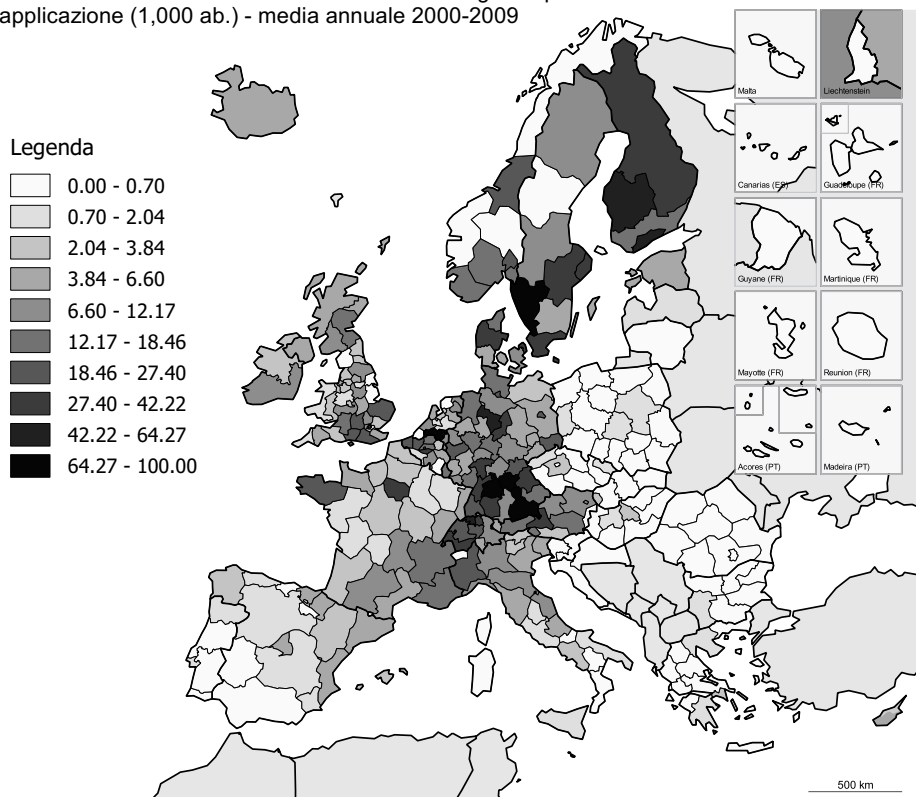 applicazione (1,000 ab.) - media annuale 2000-2009
Legenda
0.00 - 0.70
0.70 - 2.04
2.04 - 3.84
3.84 - 6.60
6.60 - 12.17
12.17 - 18.46
18.46 - 27.40
27.40 - 42.22
42.22 - 64.27
64.27 - 100.00
Malta
Liechtenstein
Canarias (ES)
Guadeloupe (FR)
Guyane (FR)
Martinique (FR)
Mayotte (FR)
Reunion (FR)
Acores (PT)
Madeira (PT)
500 km